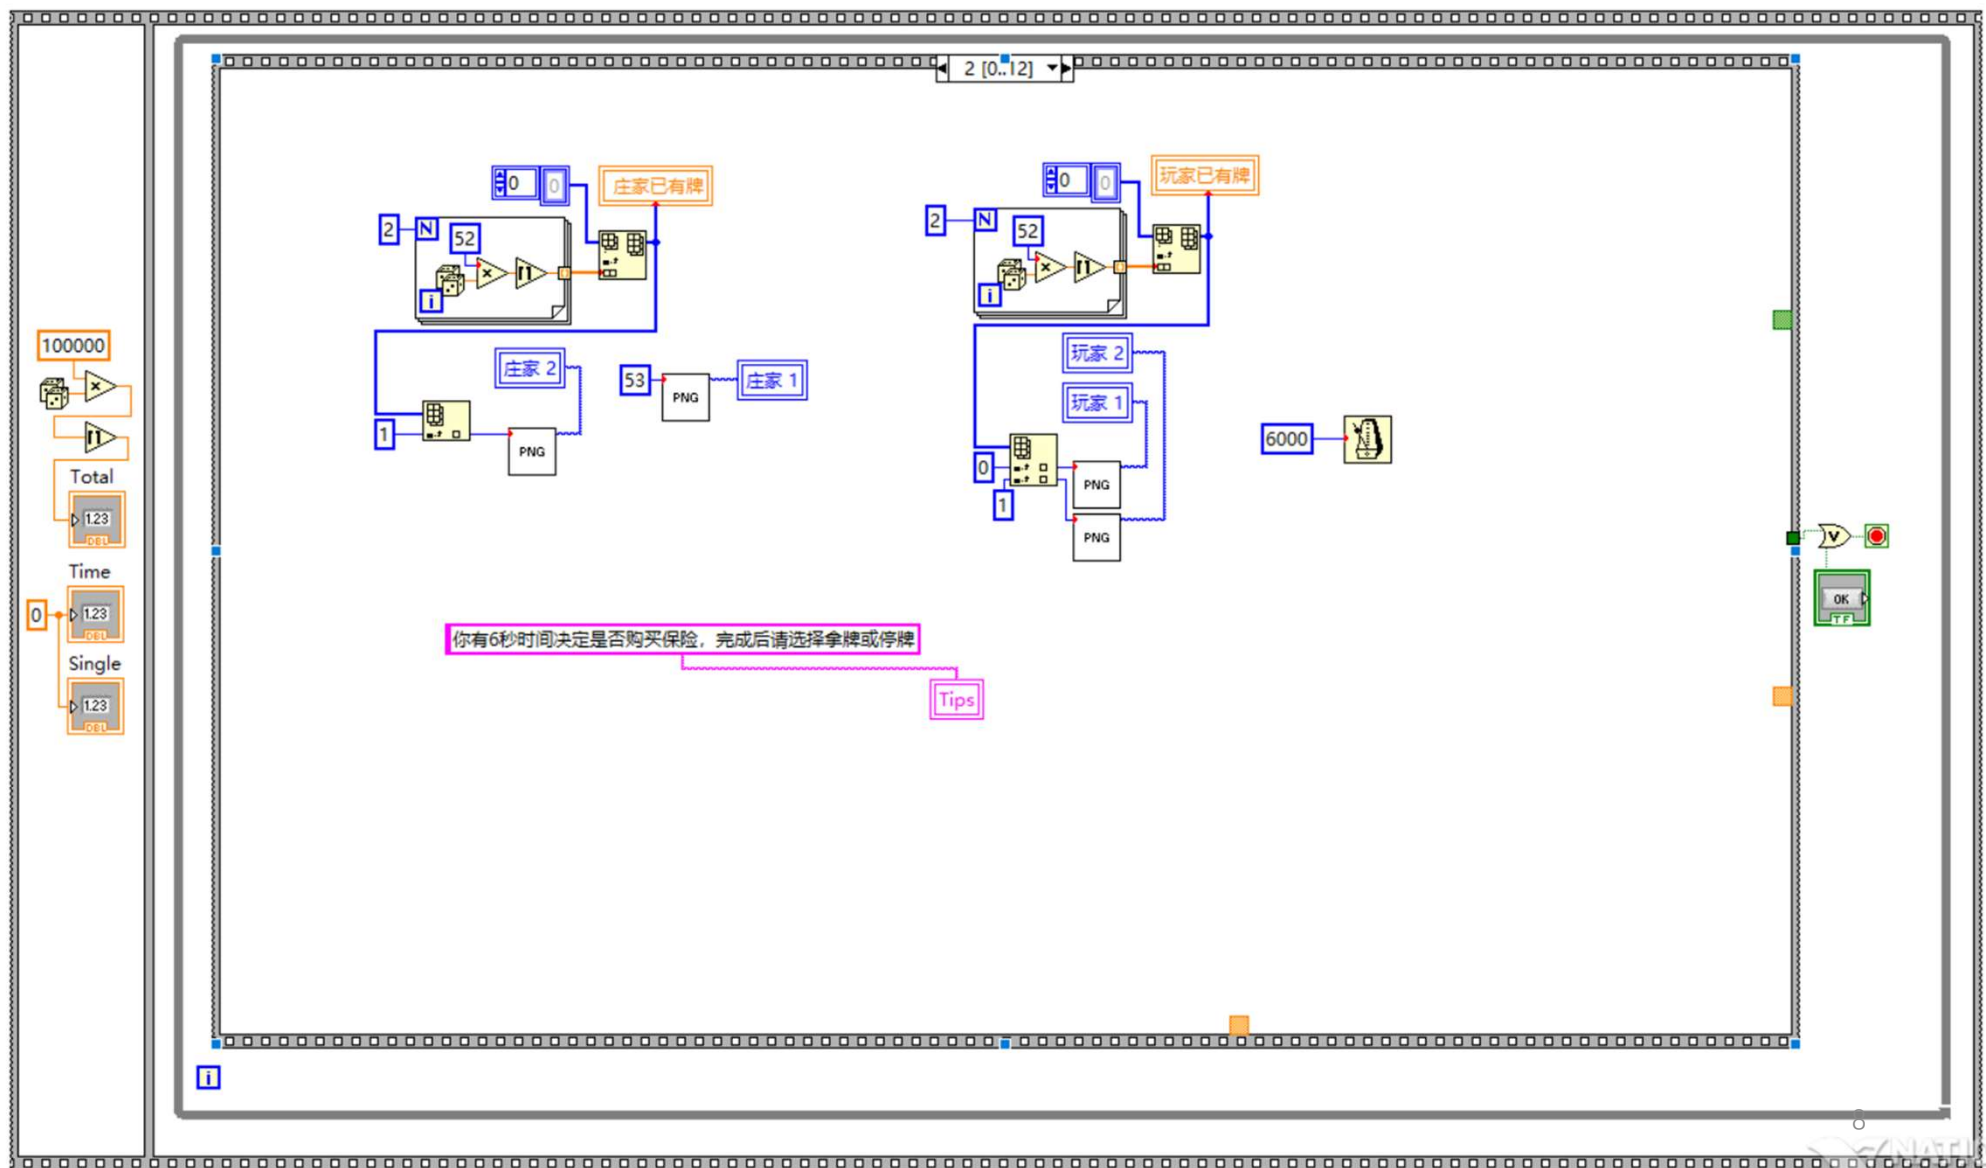 2 [0..12]
0
0
庄家已有牌
2
N
52
i
庄家 2
53
PNG
庄家 1
1
PNG
0
0
玩家已有牌
2
N
52
i
玩家 2
玩家 1
0
1
PNG
PNG
6000
100000
Total
1.23
DBL
Time
0
1.23
DBL
Single
1.23
DBL
你有6秒时间决定是否购买保险，完成后请选择拿牌或停牌
Tips
V
OK
TF
i
NATI